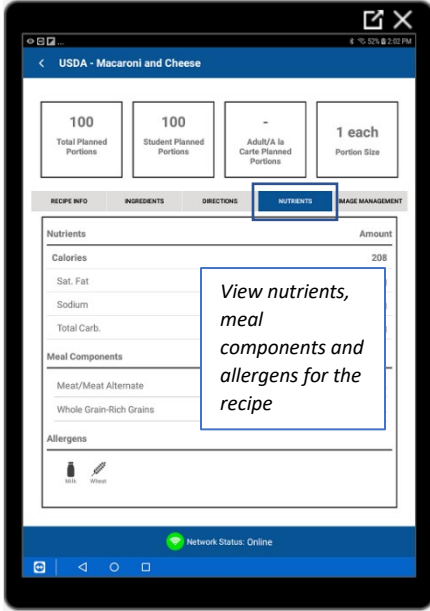 52% 2:02 PM
USDA - Macaroni and Cheese
100
Total Planned
Portions
100
Student Planned
Portions
-
Adult/A la
Carte Planned
Portions
1 each
Portion Size
RECIPE INFO INGREDIENTS DIRECTIONS NUTRIENTS IMAGE MANAGEMENT
Nutrients Amount
Calories 208
Sat. Fat
Sodium
Total Carb.
Meal Components
Meat/Meat Alternate
Whole Grain-Rich Grains
Allergens
Milk Wheat
View nutrients,
meal
components and
allergens for the
recipe
Network Status: Online